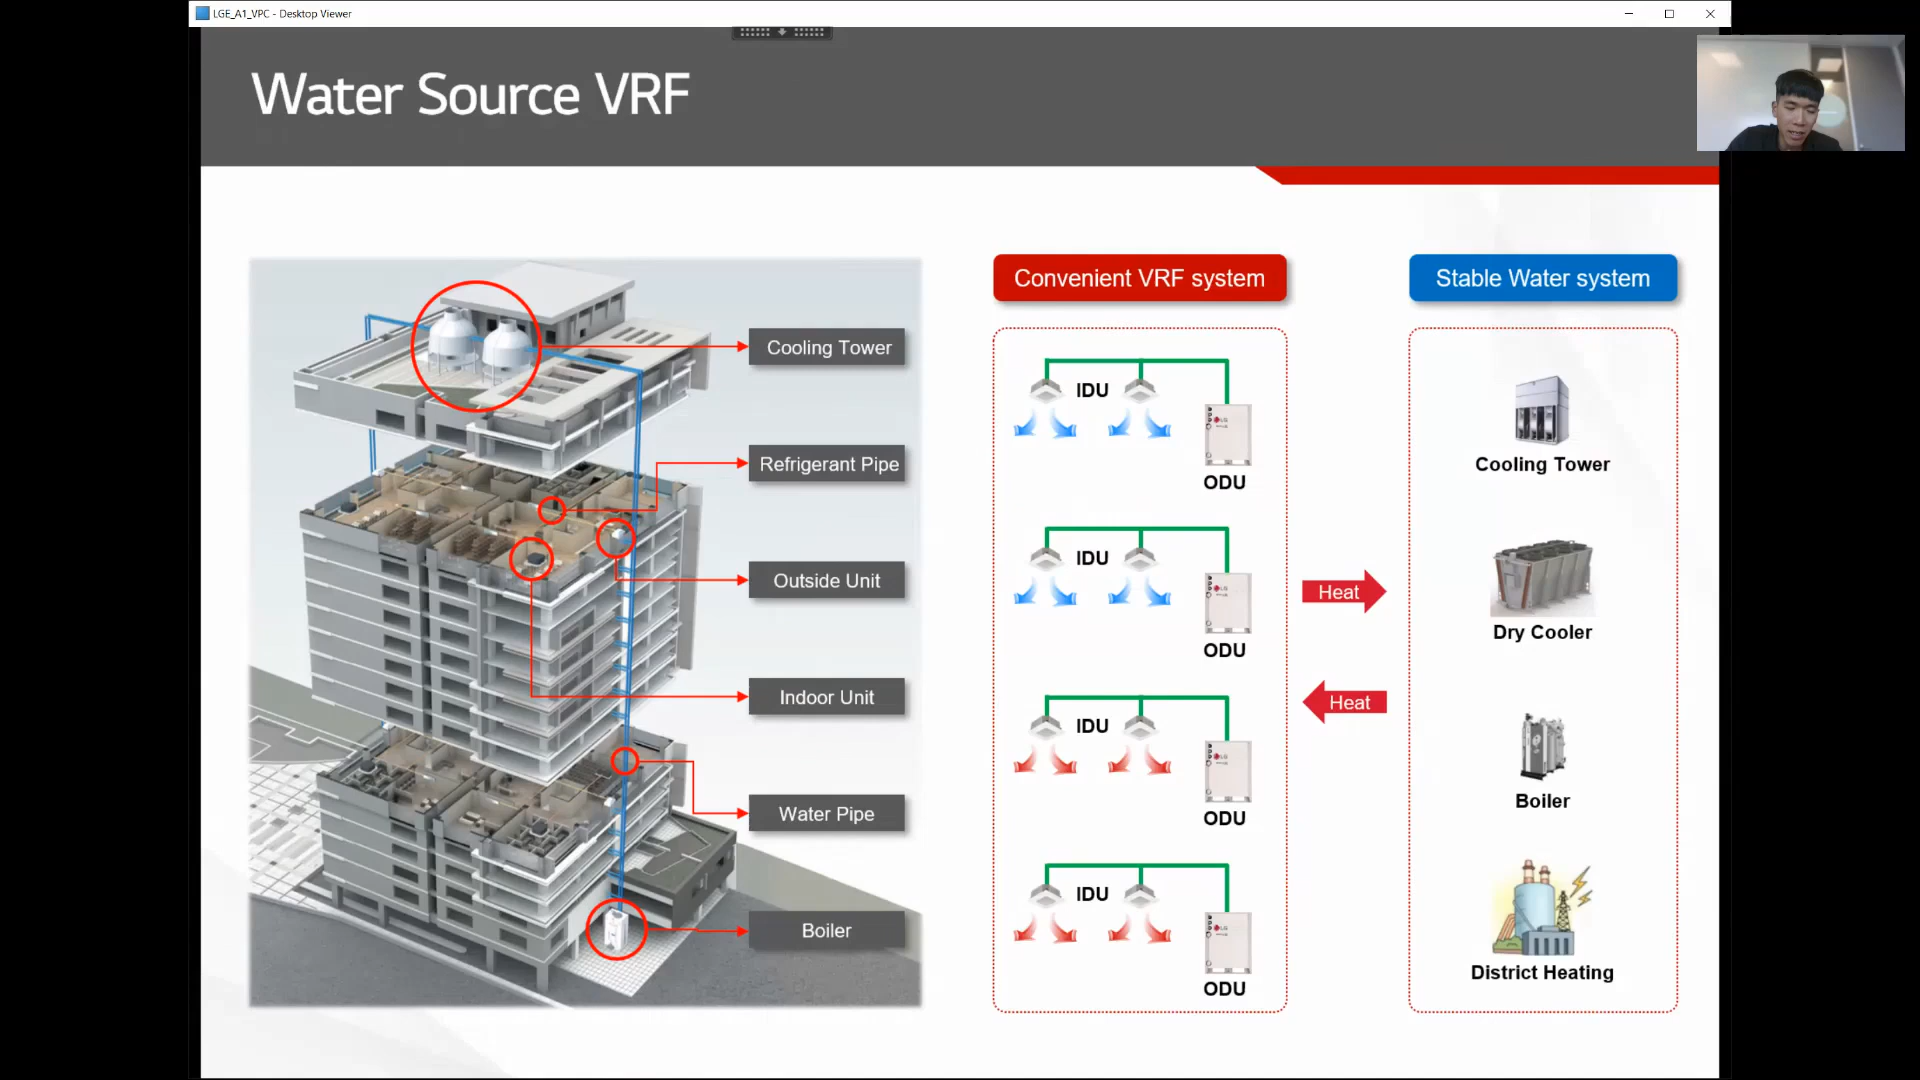 LGE_A1_VPC - Desktop Viewer
Water Source VRF
Cooling Tower
Refrigerant Pipe
Outside Unit
Indoor Unit
Water Pipe
Boiler
Convenient VRF system
IDU
ODU
IDU
ODU
IDU
ODU
IDU
ODU
Heat
Heat
Stable Water system
Cooling Tower
Dry Cooler
Boiler
District Heating